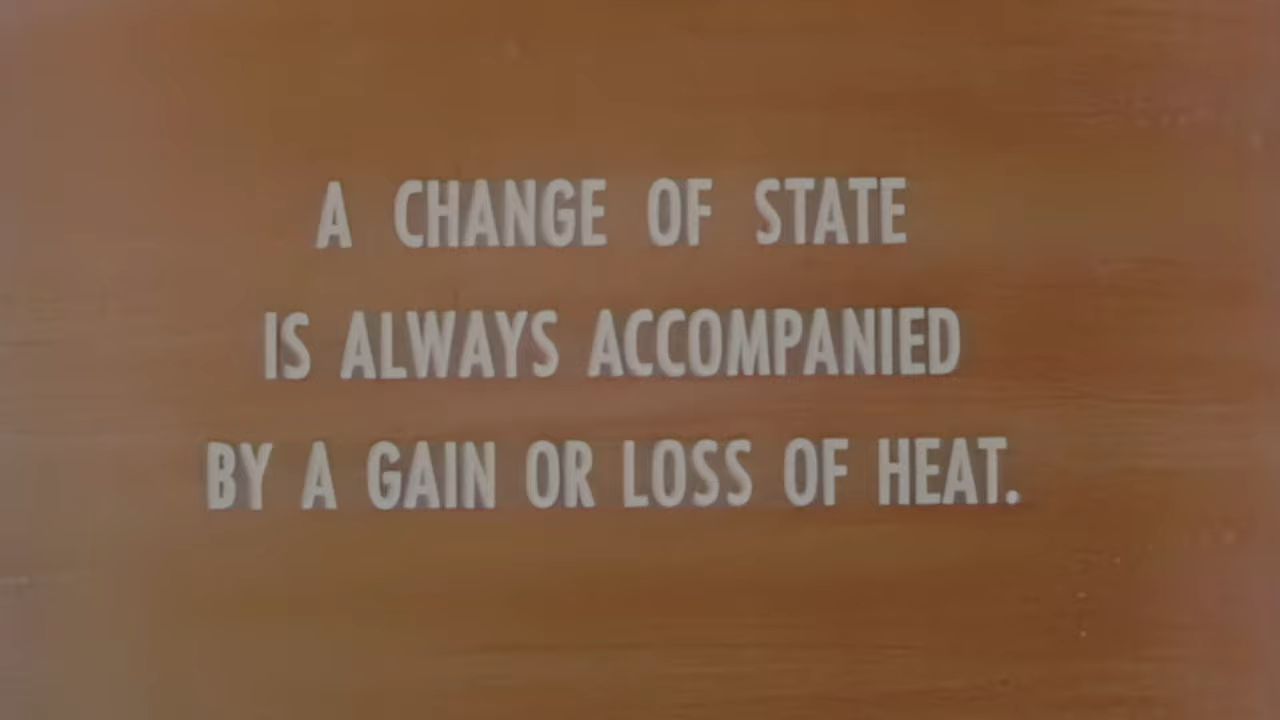 A CHANGE OF STATE
IS ALWAYS ACCOMPANIED
BY A GAIN OR LOSS OF HEAT.